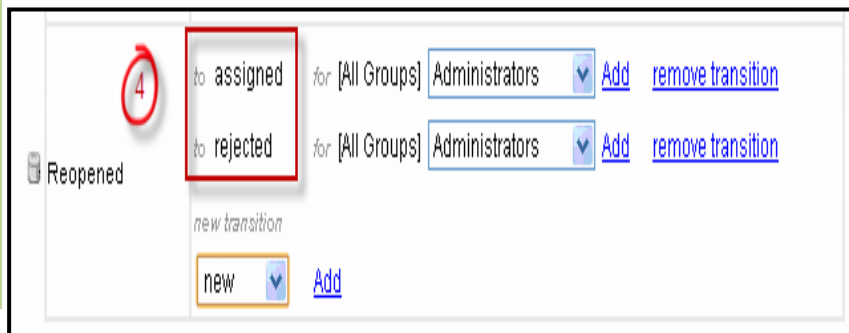 4
to assigned for [All Groups] Administrators Add remove transition
to rejected for [All Groups] Administrators Add remove transition
Reopened
new transition
new Add